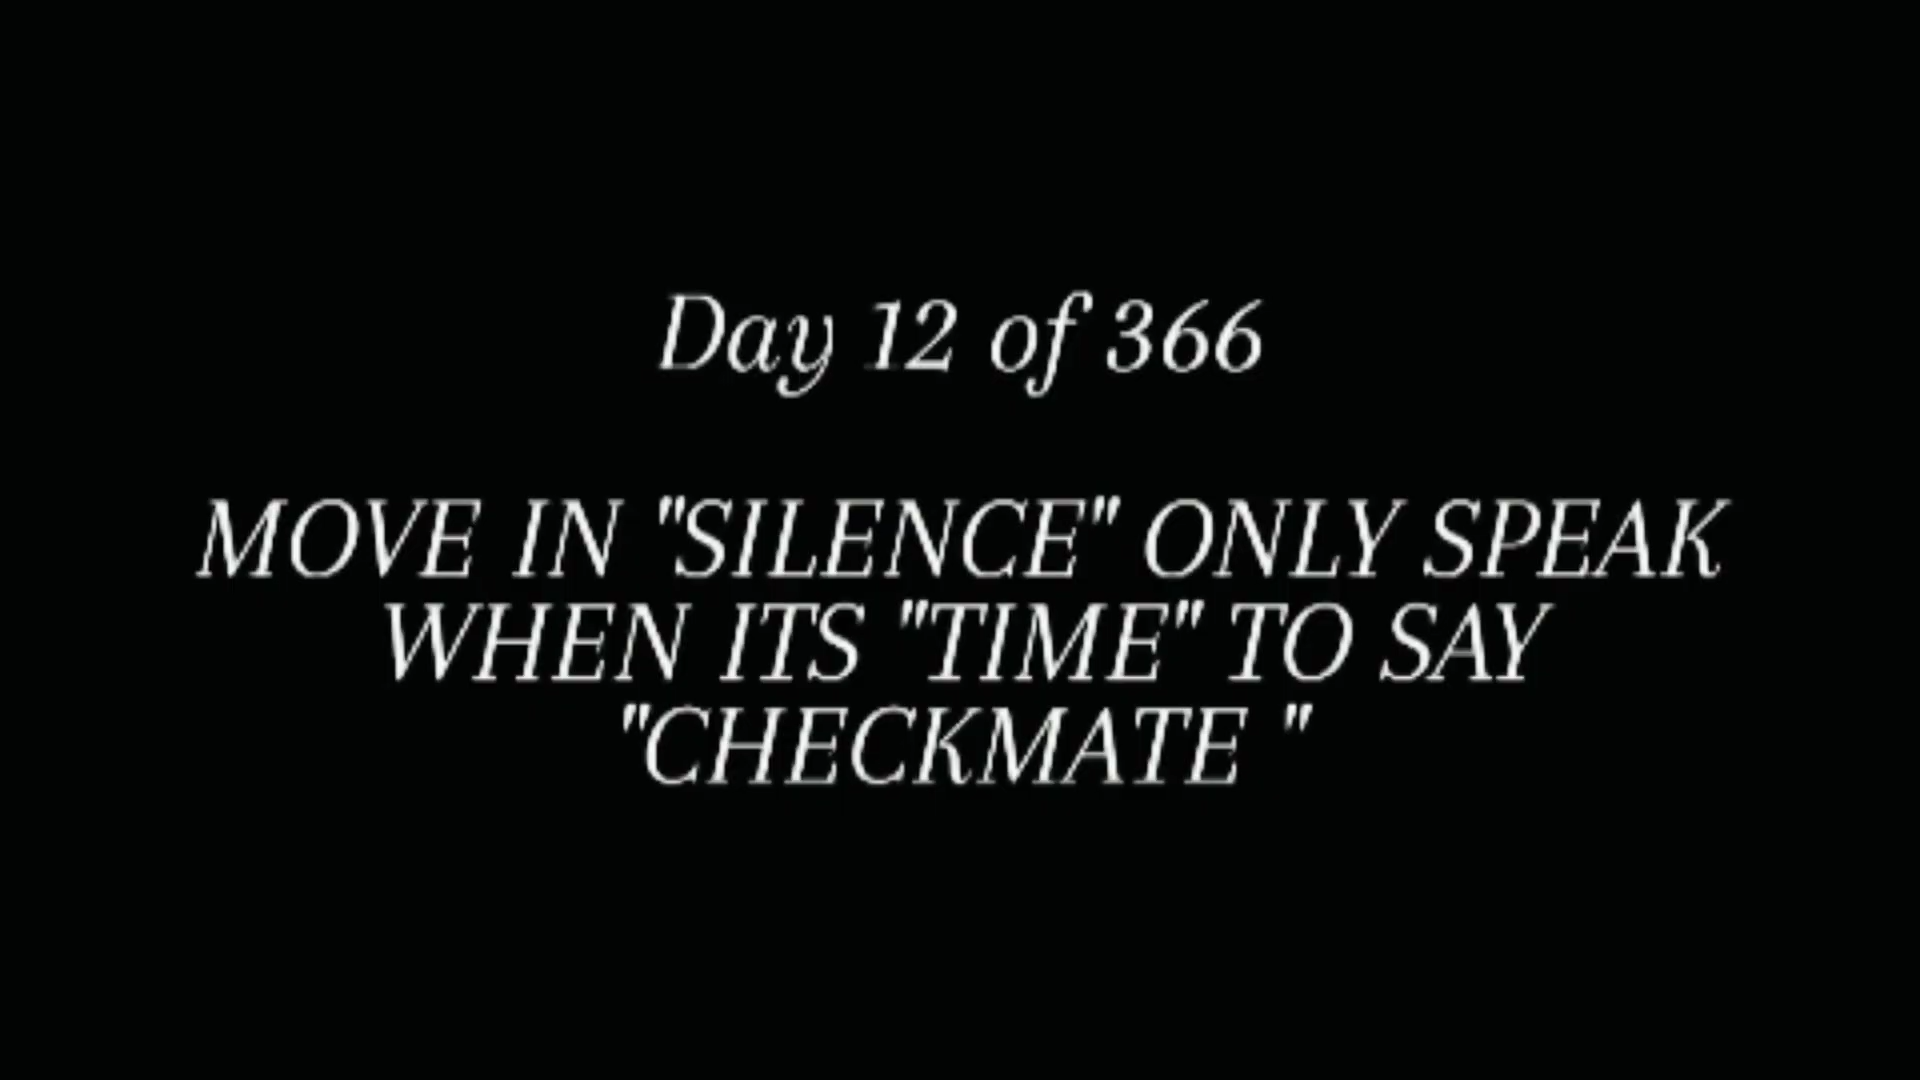 Day 12 of 366
MOVE IN "SILENCE" ONLY SPEAK
WHEN ITS "TIME" TO SAY
"CHECKMATE "